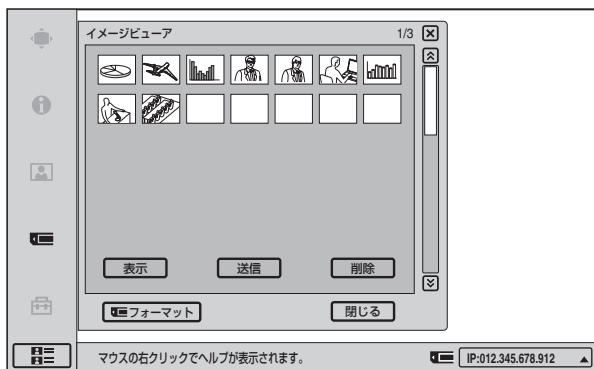 イメージビューア 1/3
表示 送信 削除
フォーマット 閉じる
マウスの右クリックでヘルプが表示されます。 IP:012.345.678.912